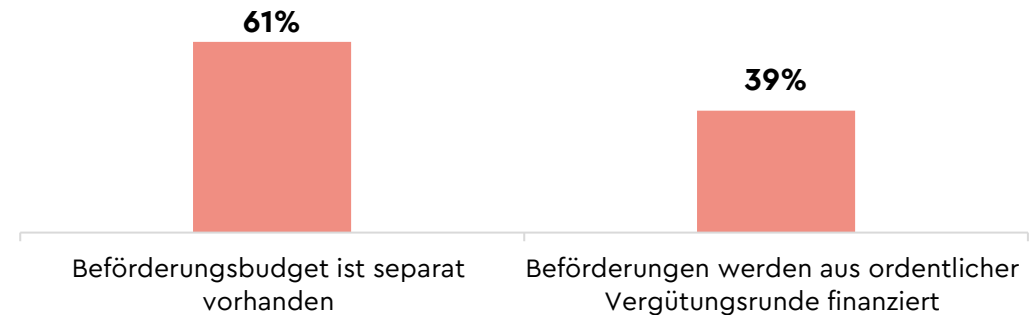 61%
39%
Beförderungsbudget ist separat
vorhanden
Beförderungen werden aus ordentlicher
Vergütungsrunde finanziert